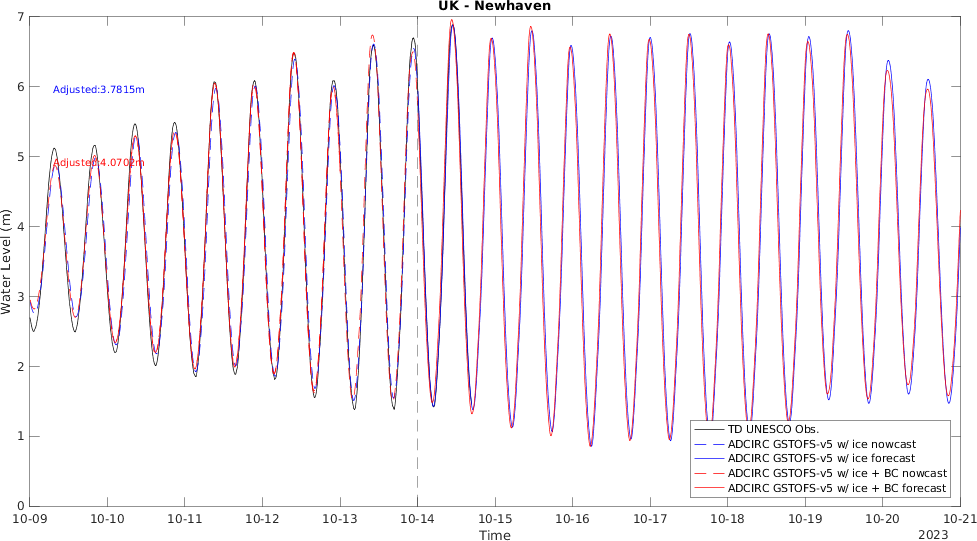 UK - Newhaven
7
6
5
4
3
2
1
0
Water Level (m)
Adjusted:3.7815m
Adjusted:4.0702m
TD UNESCO Obs.
ADCIRC GSTOFS-v5 w/ ice nowcast
ADCIRC GSTOFS-v5 w/ ice forecast
ADCIRC GSTOFS-v5 w/ ice + BC nowcast
ADCIRC GSTOFS-v5 w/ ice + BC forecast
10-09 10-10 10-11 10-12 10-13 10-14 10-15 10-16 10-17 10-18 10-19 10-20 10-21
Time
2023